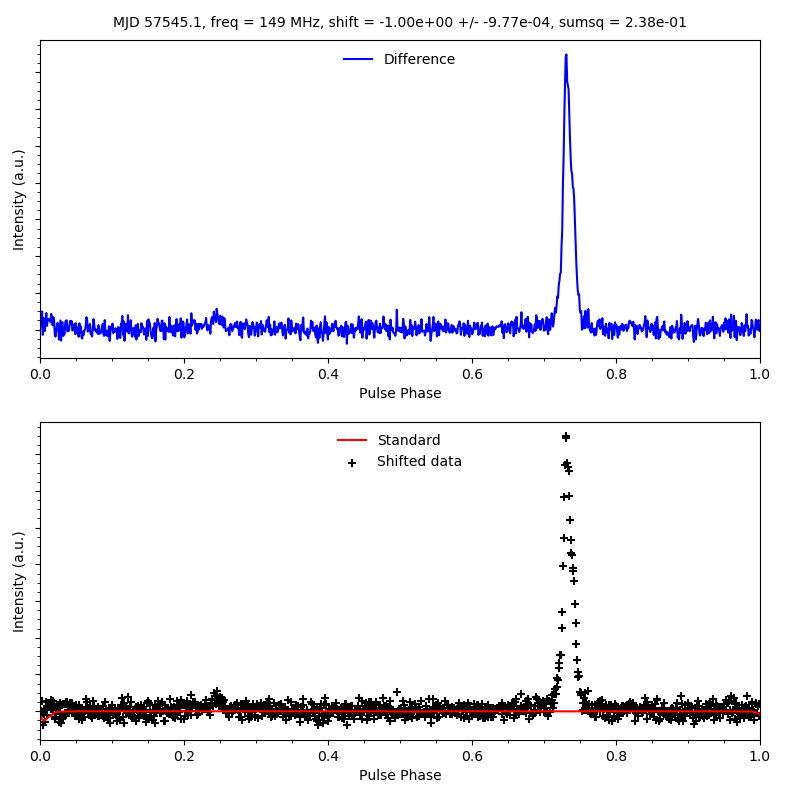 MJD 57545.1, freq = 149 MHz, shift = -1.00e+00 +/- -9.77e-04, sumsq = 2.38e-01
Difference
Intensity (a.u.)
0.0 0.2 0.4 0.6 0.8 1.0
Pulse Phase
Standard
Shifted data
Intensity (a.u.)
0.0 0.2 0.4 0.6 0.8 1.0
Pulse Phase